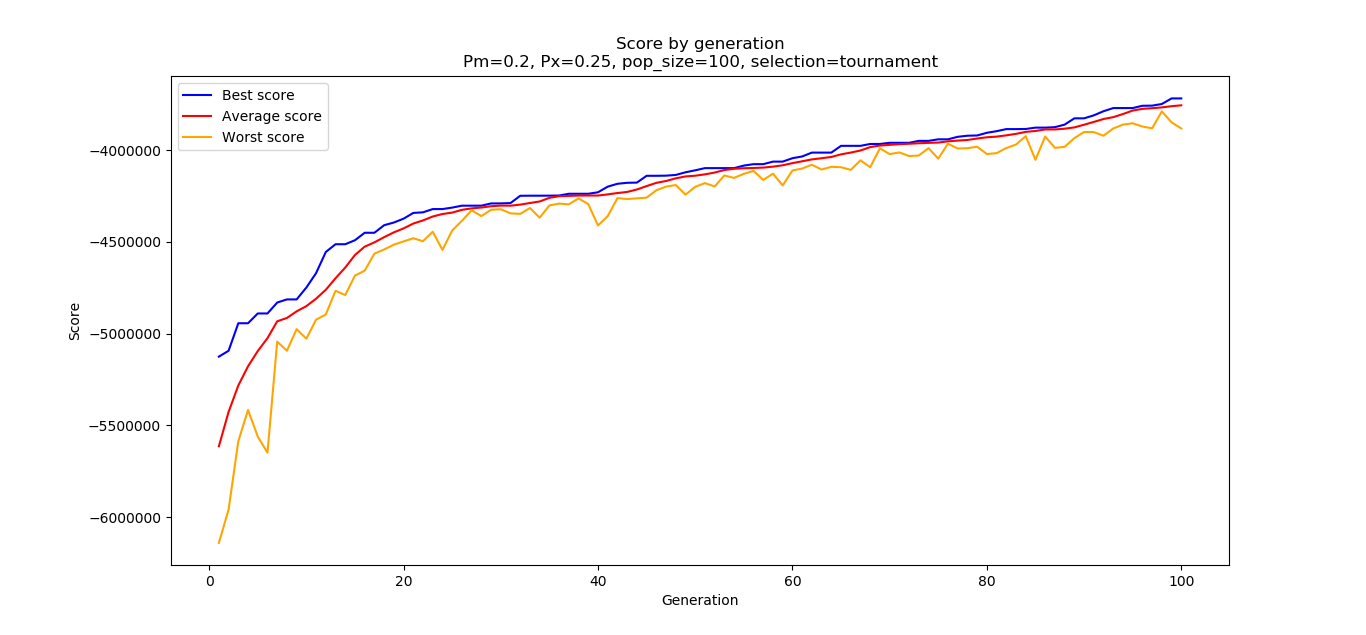 Score by generation
Pm=0.2, Px=0.25, pop_size=100, selection=tournament
Best score
Average score
Worst score
−4000000
−4500000
−5000000
−5500000
−6000000
Score
0 20 40 60 80 100
Generation